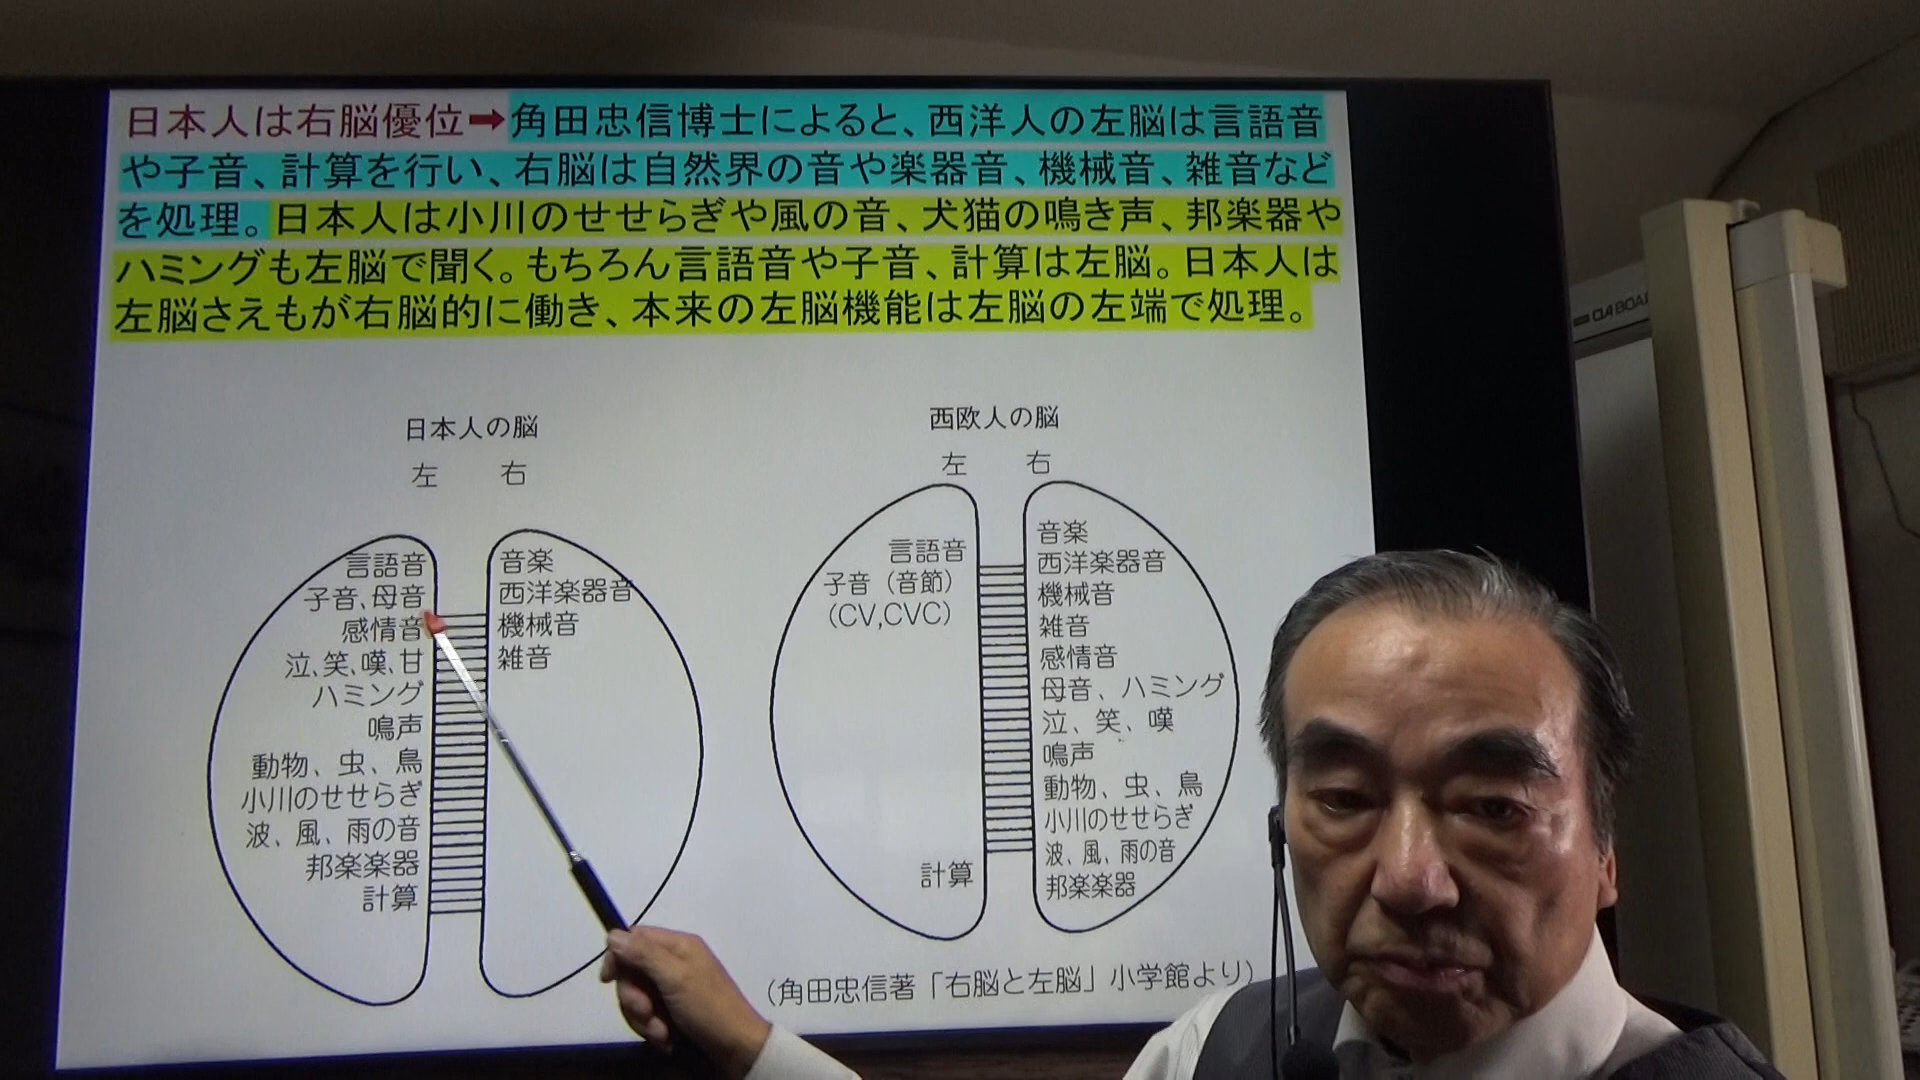 日本人は右脳優位➡角田忠信博士によると、西洋人の左脳は言語音
や子音、計算を行い、右脳は自然界の音や楽器音、機械音、雑音など
を処理。日本人は小川のせせらぎや風の音、犬猫の鳴き声、邦楽器や
ハミングも左脳で聞く。もちろん言語音や子音、計算は左脳。日本人は
左脳さえもが右脳的に働き、本来の左脳機能は左脳の左端で処理。
日本人の脳
左 右
言語音
子音、母音
感情音
泣、笑、嘆、甘
ハミング
鳴声
動物、虫、鳥
小川のせせらぎ
波、風、雨の音
邦楽楽器
計算
音楽
西洋楽器音
機械音
雑音
西欧人の脳
左 右
言語音
子音（音節）
（CV,CVC）
計算
音楽
西洋楽器音
機械音
雑音
感情音
母音、ハミング
泣、笑、嘆
鳴声
動物、虫、鳥
小川のせせらぎ
波、風、雨の音
邦楽楽器
（角田忠信著「右脳と左脳」小学館より）